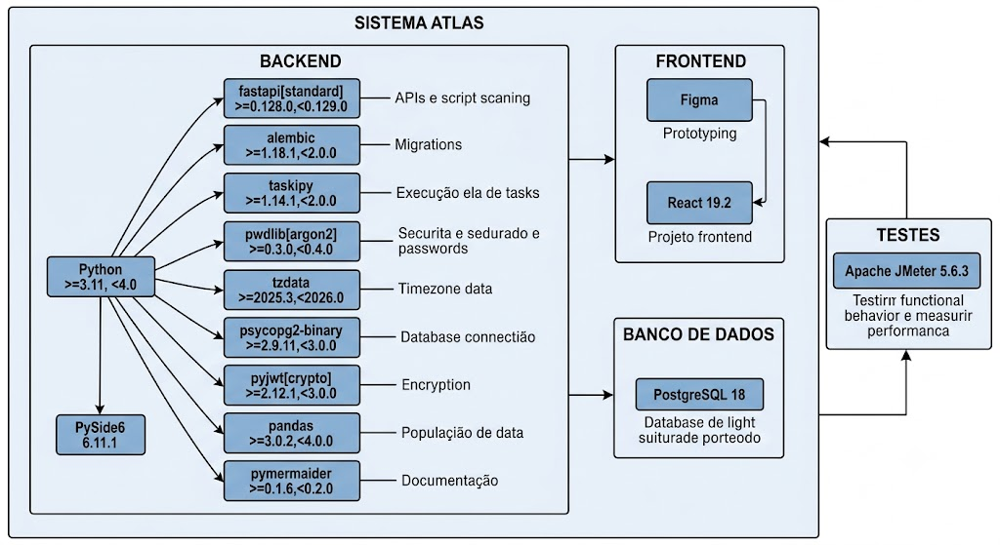 SISTEMA ATLAS
BACKEND
Python
>=3.11, <4.0
PySide6
6.11.1
fastapi[standard]
>=0.128.0,<0.129.0
APIs e script scaning
alembic
>=1.18.1,<2.0.0
Migrations
taskipy
>=1.14.1,<2.0.0
Execução ela de tasks
pwdlib[argon2]
>=0.3.0,<0.4.0
Securita e sedurado e
passwords
tzdata
>=2025.3,<2026.0
Timezone data
psycopg2-binary
>=2.9.11,<3.0.0
Database connectião
pyjwt[crypto]
>=2.12.1,<3.0.0
Encryption
pandas
>=3.0.2,<4.0.0
População de data
pymermaider
>=0.1.6,<0.2.0
Documentação
FRONTEND
Figma
Prototyping
React 19.2
Projeto frontend
BANCO DE DADOS
PostgreSQL 18
Database de light
suiturade porteodo
TESTES
Apache JMeter 5.6.3
functional
behavior e measurir
performanca